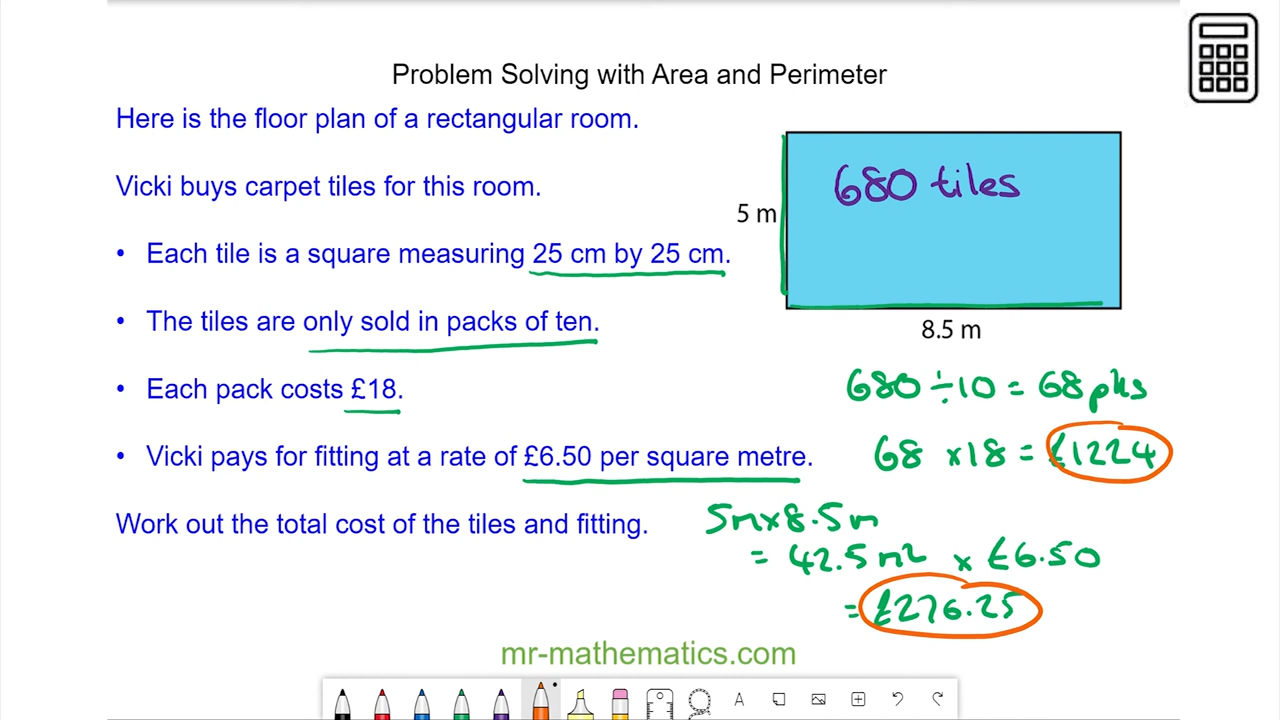 Problem Solving with Area and Perimeter
Here is the floor plan of a rectangular room.
Vicki buys carpet tiles for this room.
• Each tile is a square measuring 25 cm by 25 cm.
• The tiles are only sold in packs of ten.
• Each pack costs £18.
• Vicki pays for fitting at a rate of £6.50 per square metre.
Work out the total cost of the tiles and fitting.
680 tiles
5 m
8.5 m
680 ÷ 10 = 68 pks
68 × 18 = £1224
5m × 8.5m
= 42.5 m² × £6.50
= £276.25
mr-mathematics.com
A